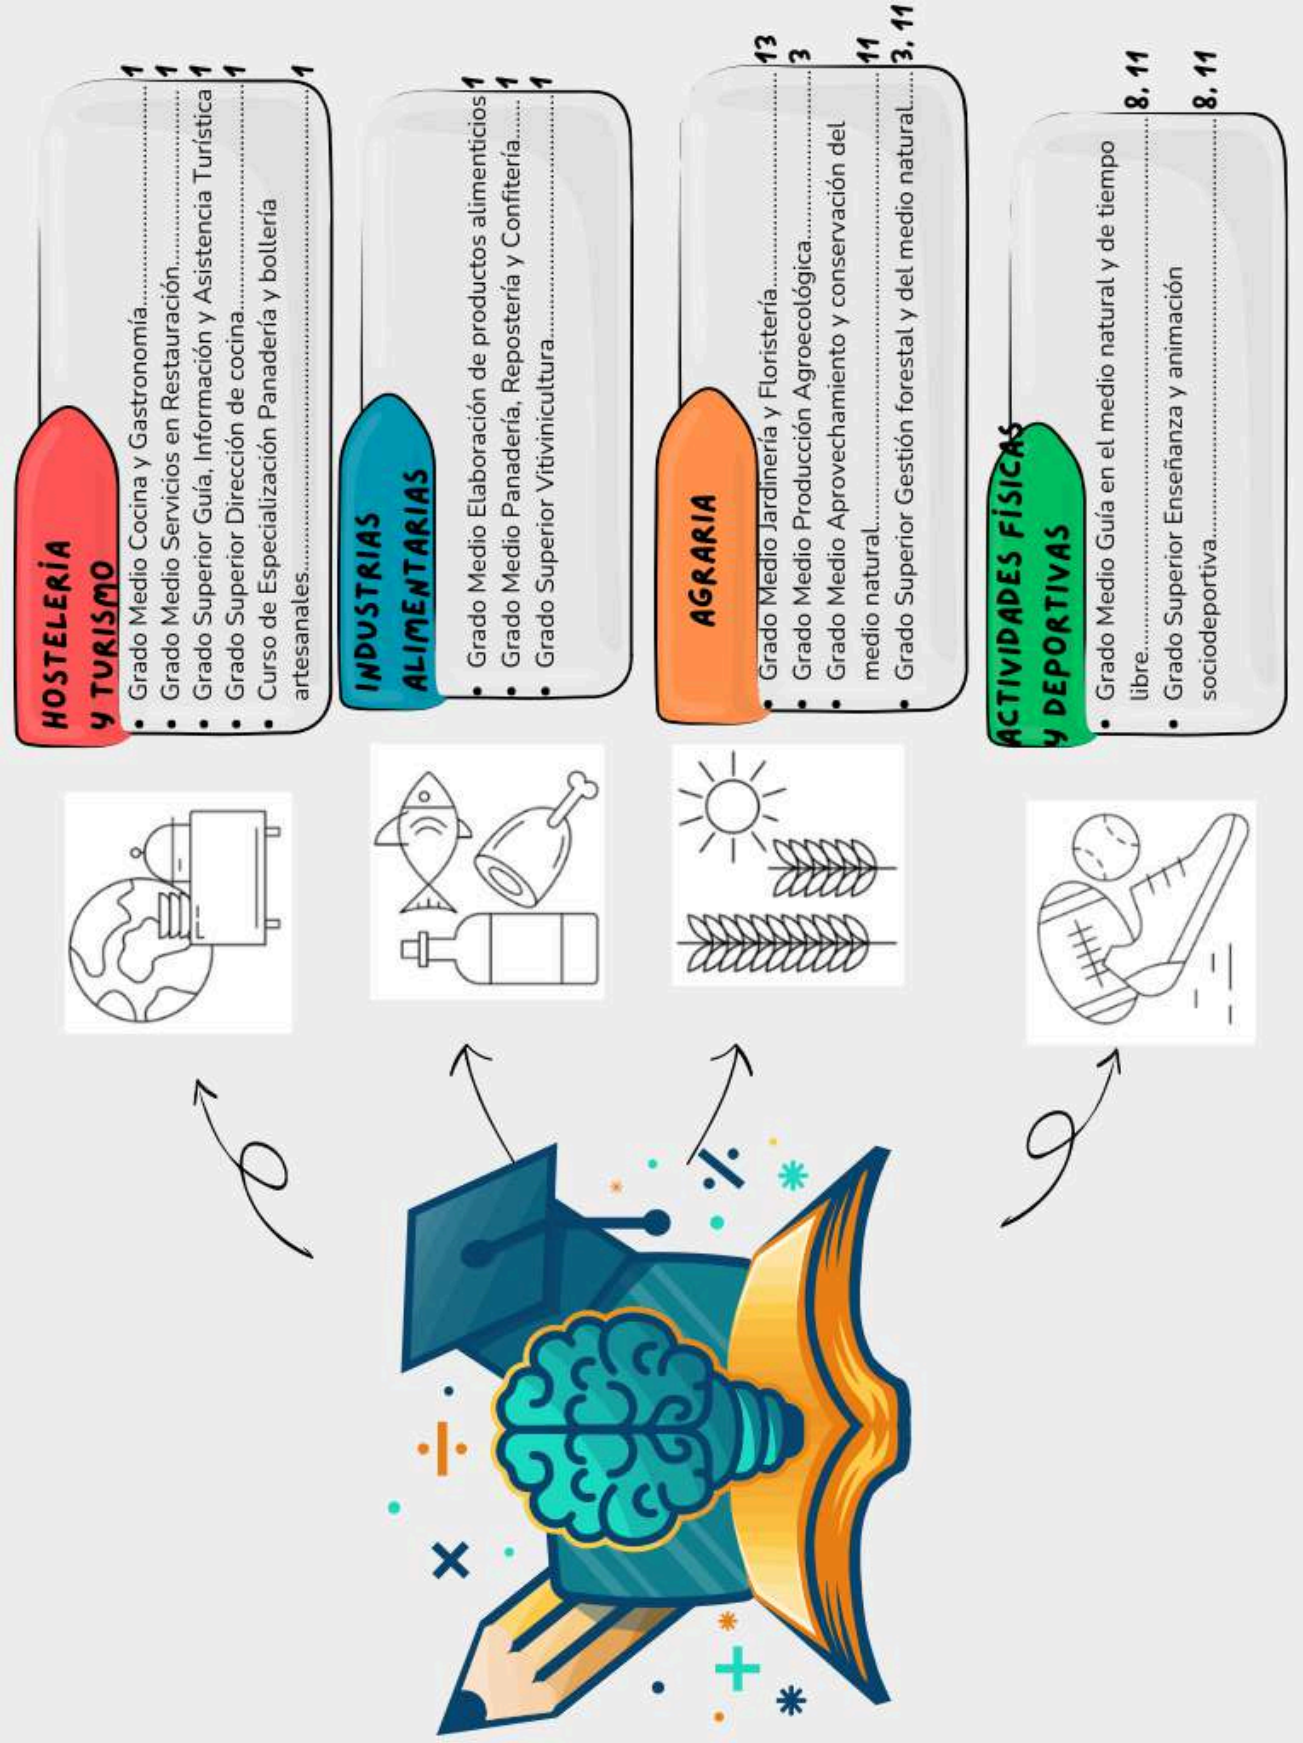 HOSTELERÍA
Y TURISMO
Grado Medio Cocina y Gastronomía........................ 1
Grado Medio Servicios en Restauración........................ 1
Grado Superior Guía, Información y Asistencia Turística 1
Grado Superior Dirección de cocina........................ 1
Curso de Especialización Panadería y bollería
artesanales........................ 1
INDUSTRIAS
ALIMENTARIAS
Grado Medio Elaboración de productos alimenticios 1
Grado Medio Panadería, Repostería y Confitería..... 1
Grado Superior Vitivinicultura........................ 1
AGRARIA
Grado Medio Jardinería y Floristería........................ 13
Grado Medio Producción Agroecológica........................ 3
Grado Medio Aprovechamiento y conservación del
medio natural........................ 11
Grado Superior Gestión forestal y del medio natural..... 3, 11
ACTIVIDADES FÍSICAS
Y DEPORTIVAS
Grado Medio Guía en el medio natural y de tiempo
libre........................ 8, 11
Grado Superior Enseñanza y animación
sociodeportiva........................ 8, 11